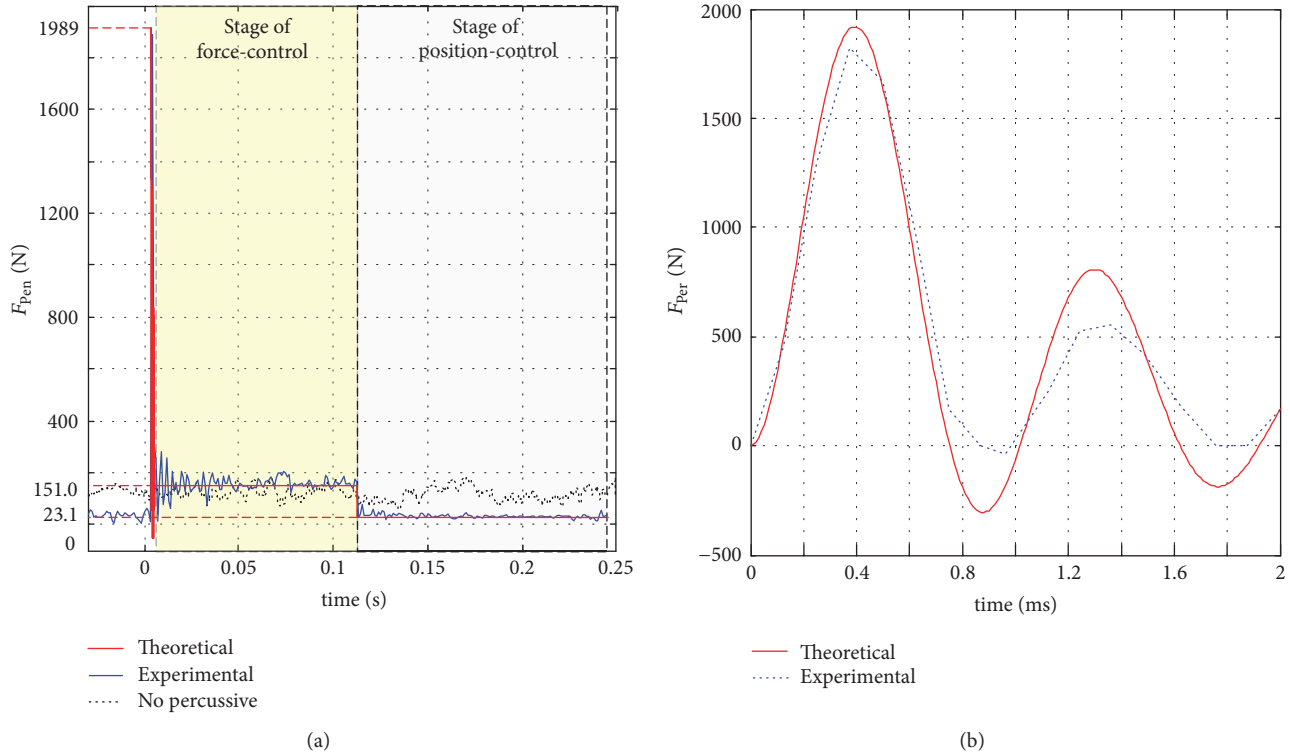 Stage of
force-control
Stage of
position-control
1989
1600
1200
800
400
151.0
23.1
0
F_Pen (N)
0
0.05
0.1
0.15
0.2
0.25
time (s)
Theoretical
Experimental
No percussive
(a)
2000
1500
1000
500
0
−500
F_Per (N)
0
0.4
0.8
1.2
1.6
2
time (ms)
Theoretical
Experimental
(b)